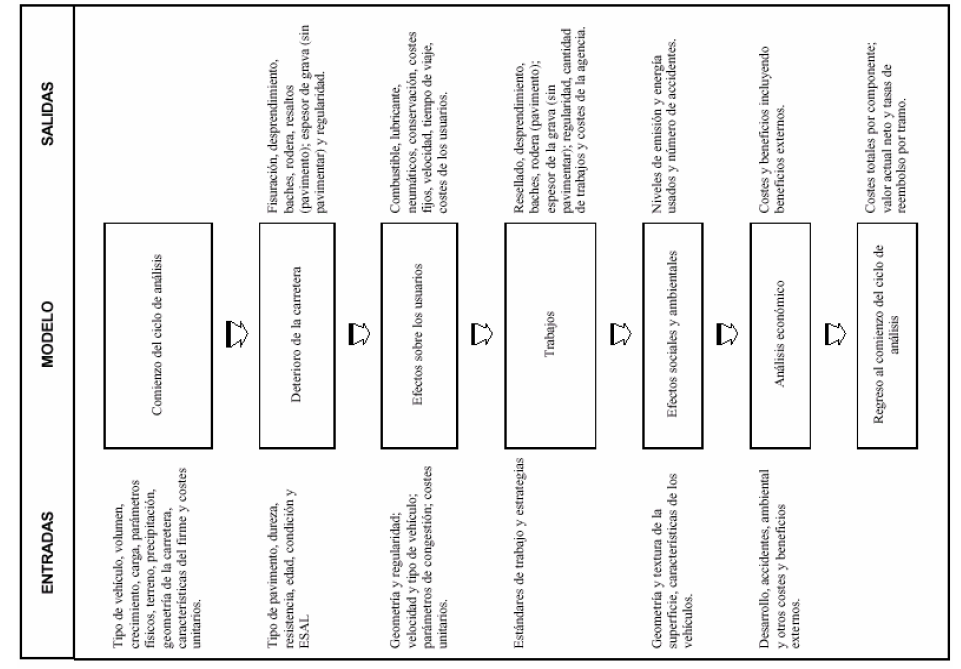 ENTRADAS
MODELO
SALIDAS
Tipo de vehículo, volumen,
crecimiento, carga, parámetros
físicos, terreno, precipitación,
geometría de la carretera,
características del firme y costes
unitarios.
Comienzo del ciclo de análisis
Tipo de pavimento, dureza,
resistencia, edad, condición y
ESAL
Deterioro de la carretera
Fisuración, desprendimiento,
baches, rodera, resaltos
(pavimento); espesor de grava (sin
pavimentar) y regularidad.
Geometría y regularidad;
velocidad y tipo de vehículo;
parámetros de congestión; costes
unitarios.
Efectos sobre los usuarios
Combustible, lubricante,
neumáticos, conservación, costes
fijos, velocidad, tiempo de viaje,
costes de los usuarios.
Estándares de trabajo y estrategias
Trabajos
Resellado, desprendimiento,
baches, rodera (pavimento);
espesor de la grava (sin
pavimentar); regularidad, cantidad
de trabajos y costes de la agencia.
Geometría y textura de la
superficie, características de los
vehículos.
Efectos sociales y ambientales
Niveles de emisión y energía
usados y número de accidentes.
Desarrollo, accidentes, ambiental
y otros costes y beneficios
externos.
Análisis económico
Costes y beneficios incluyendo
beneficios externos.
Regreso al comienzo del ciclo de
análisis
Costes totales por componente;
valor actual neto y tasas de
reembolso por tramo.